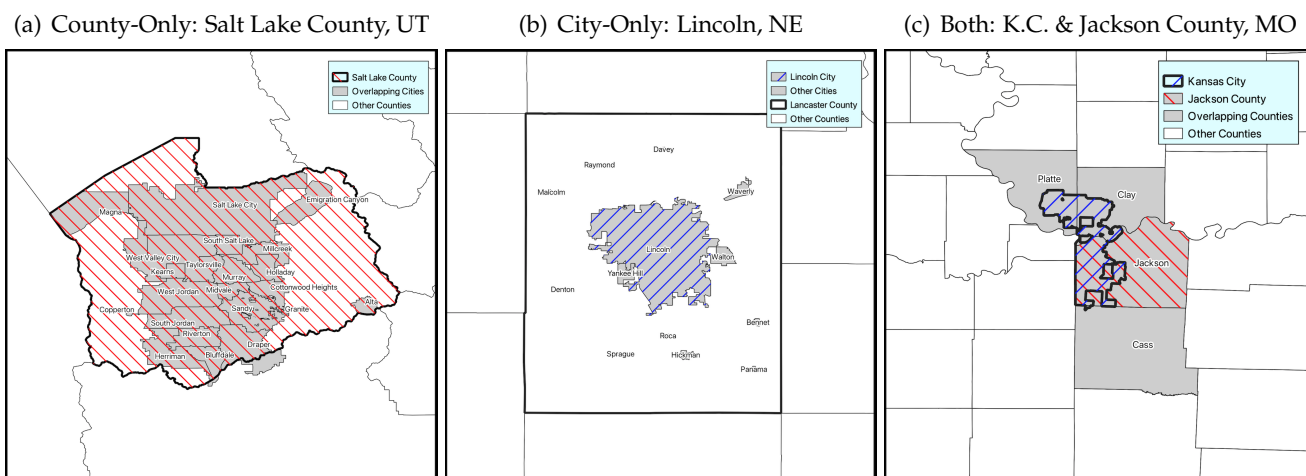 (a) County-Only: Salt Lake County, UT
Salt Lake County
Overlapping Cities
Other Counties
Magna
Salt Lake City
Emigration Canyon
South Salt Lake
West Valley City
Millcreek
Kearns
Taylorsville
Murray
Holladay
West Jordan
Midvale
Cottonwood Heights
Copperton
Sandy
Granite
Alta
South Jordan
Riverton
Draper
Herriman
Bluffdale
(b) City-Only: Lincoln, NE
Lincoln City
Other Cities
Lancaster County
Other Counties
Davey
Raymond
Malcolm
Waverly
Lincoln
Walton
Yankee Hill
Denton
Bennet
Roca
Sprague
Hickman
Panama
(c) Both: K.C. & Jackson County, MO
Kansas City
Jackson County
Overlapping Counties
Other Counties
Platte
Clay
Jackson
Cass